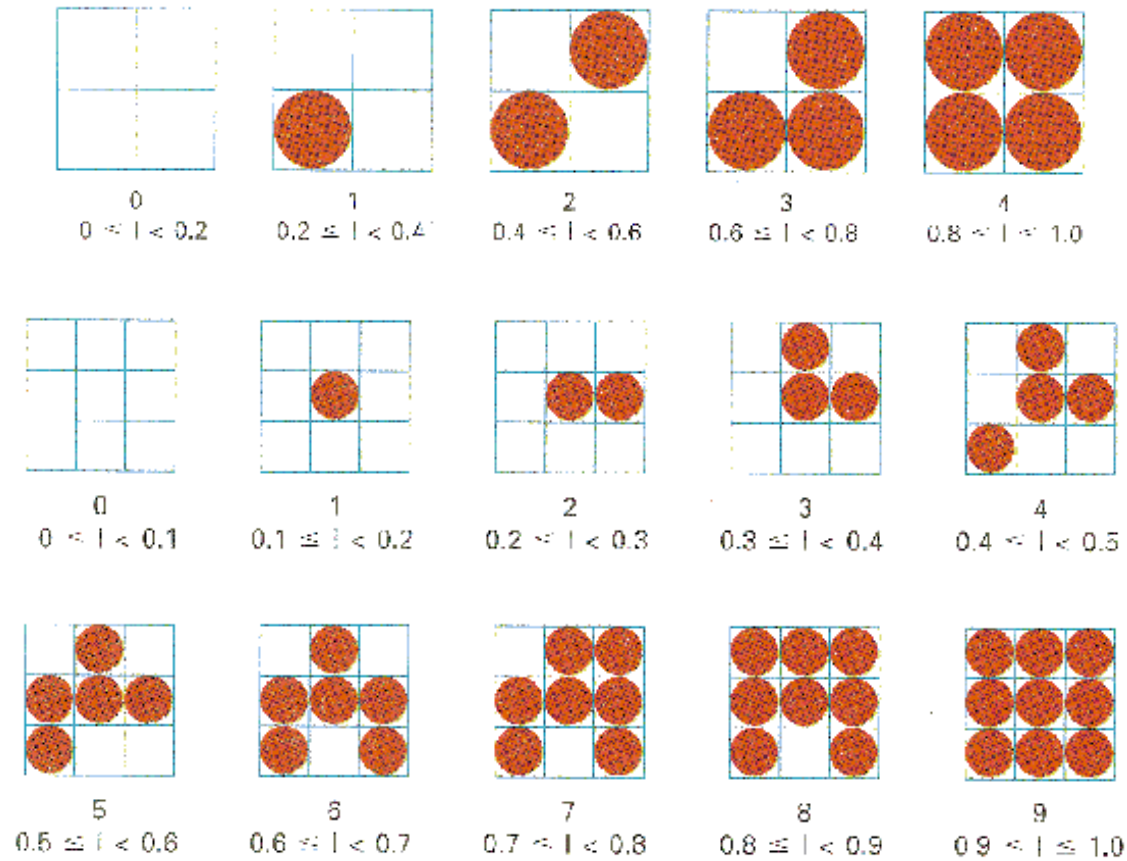 0 1 2 3 4
0 ≤ I < 0.2 0.2 ≤ I < 0.4 0.4 ≤ I < 0.6 0.6 ≤ I < 0.8 0.8 ≤ I ≤ 1.0
0 1 2 3 4
0 ≤ I < 0.1 0.1 ≤ I < 0.2 0.2 ≤ I < 0.3 0.3 ≤ I < 0.4 0.4 ≤ I < 0.5
5 6 7 8 9
0.5 ≤ I < 0.6 0.6 ≤ I < 0.7 0.7 ≤ I < 0.8 0.8 ≤ I < 0.9 0.9 ≤ I ≤ 1.0